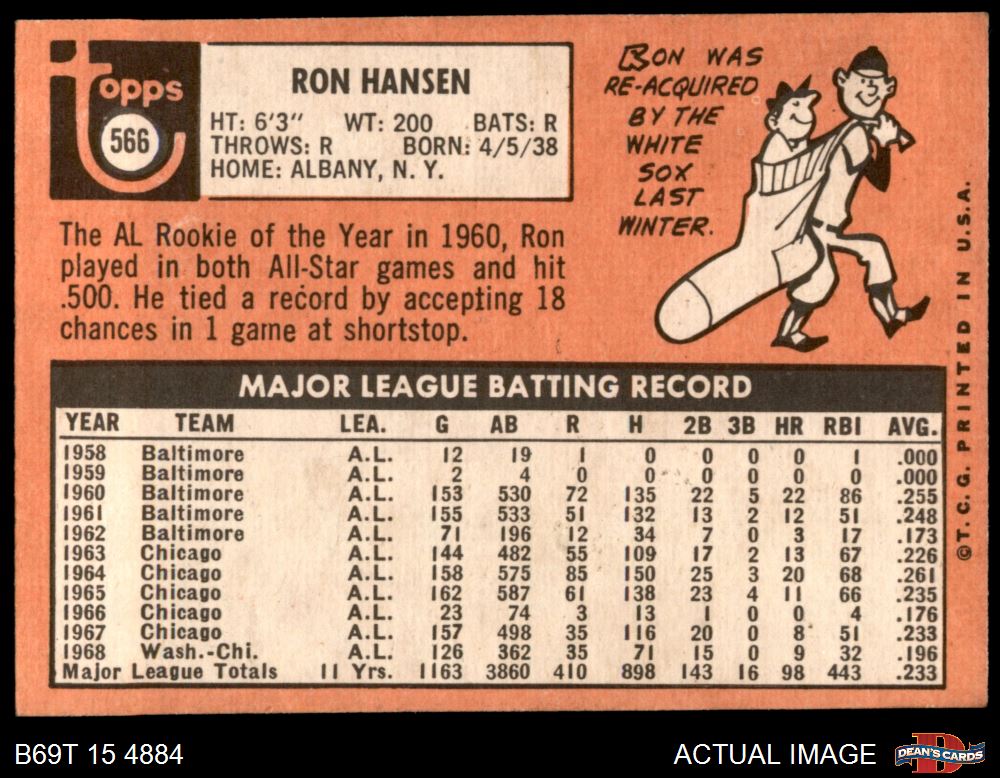 Topps
566
RON HANSEN
HT: 6'3" WT: 200 BATS: R
THROWS: R BORN: 4/5/38
HOME: ALBANY, N. Y.
RON WAS
RE-ACQUIRED
BY THE
WHITE
SOX
LAST
WINTER.
The AL Rookie of the Year in 1960, Ron
played in both All-Star games and hit
.500. He tied a record by accepting 18
chances in 1 game at shortstop.
MAJOR LEAGUE BATTING RECORD
YEAR TEAM LEA. G AB R H 2B 3B HR RBI AVG.
1958 Baltimore A.L. 12 19 1 0 0 0 0 1 .000
1959 Baltimore A.L. 2 4 0 0 0 0 0 0 .000
1960 Baltimore A.L. 153 530 72 135 22 5 22 86 .255
1961 Baltimore A.L. 155 533 51 132 13 2 12 51 .248
1962 Baltimore A.L. 71 196 12 34 7 0 3 17 .173
1963 Chicago A.L. 144 482 55 109 17 2 13 67 .226
1964 Chicago A.L. 158 575 85 150 25 3 20 68 .261
1965 Chicago A.L. 162 587 61 138 23 4 11 66 .235
1966 Chicago A.L. 23 74 3 13 1 0 0 4 .176
1967 Chicago A.L. 157 498 35 116 20 0 8 51 .233
1968 Wash.-Chi. A.L. 126 362 35 71 15 0 9 32 .196
Major League Totals 11 Yrs. 1163 3860 410 898 143 16 98 443 .233
©T. C. G. PRINTED IN U.S.A.
B69T 15 4884
ACTUAL IMAGE
DEAN'S CARDS